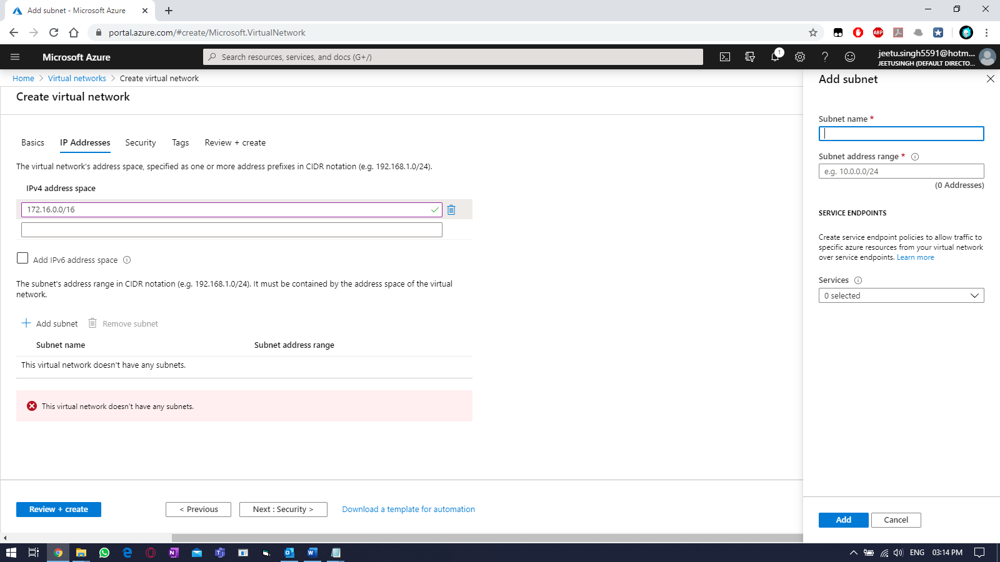 Add subnet - Microsoft Azure
portal.azure.com/#create/Microsoft.VirtualNetwork
ABP
Microsoft Azure
Search resources, services, and docs (G+/)
1
jeetu.singh5591@hotm...
JEETUSINGH (DEFAULT DIRECTO...
Home > Virtual networks > Create virtual network
Create virtual network
Basics
IP Addresses
Security
Tags
Review + create
The virtual network's address space, specified as one or more address prefixes in CIDR notation (e.g. 192.168.1.0/24).
IPv4 address space
172.16.0.0/16
Add IPv6 address space
The subnet's address range in CIDR notation (e.g. 192.168.1.0/24). It must be contained by the address space of the virtual
network.
Add subnet
Remove subnet
Subnet name
Subnet address range
This virtual network doesn't have any subnets.
This virtual network doesn't have any subnets.
Review + create
< Previous
Next : Security >
Download a template for automation
Add subnet
Subnet name *
Subnet address range *
e.g. 10.0.0.0/24
(0 Addresses)
SERVICE ENDPOINTS
Create service endpoint policies to allow traffic to
specific azure resources from your virtual network
over service endpoints. Learn more
Services
0 selected
Add
Cancel
ENG
03:14 PM